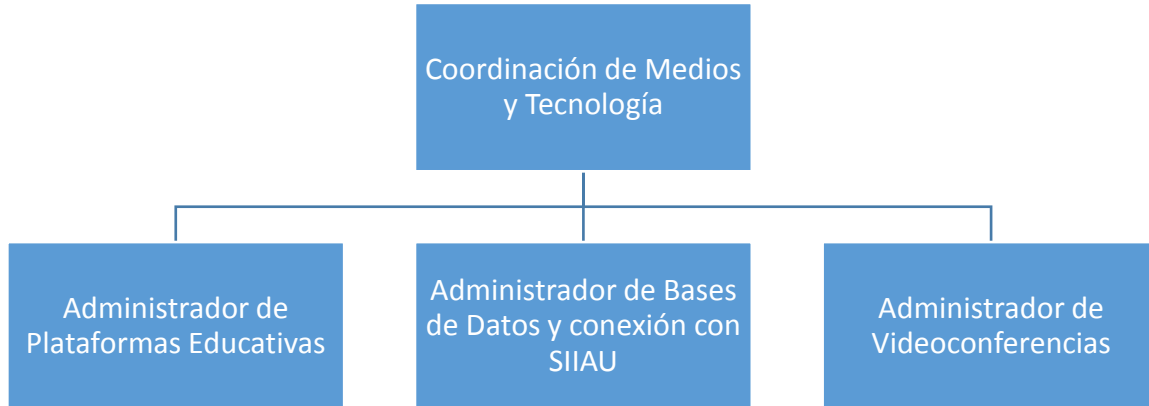 Coordinación de Medios
y Tecnología
Administrador de
Plataformas Educativas
Administrador de Bases
de Datos y conexión con
SIIAU
Administrador de
Videoconferencias